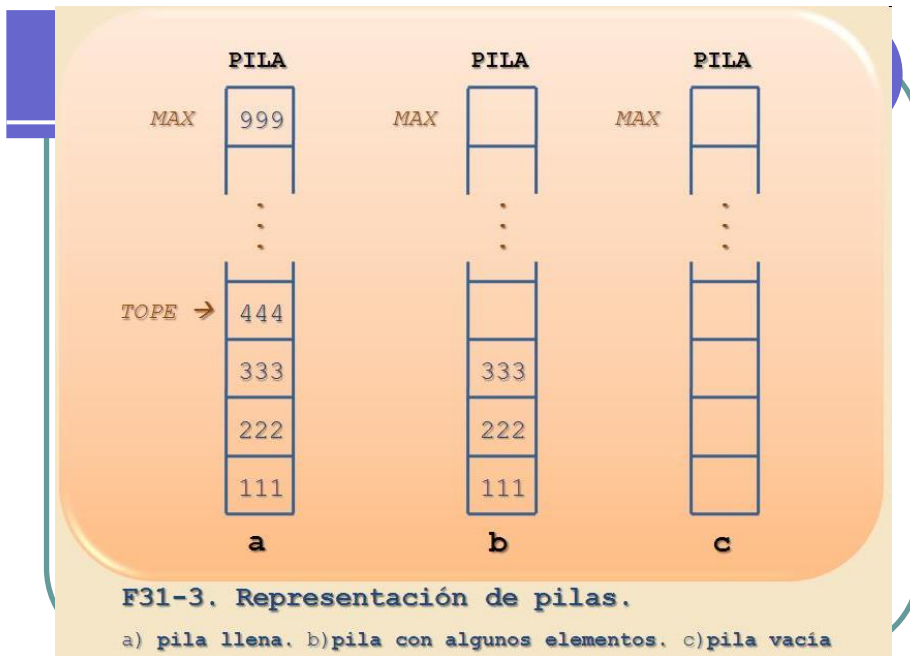 PILA PILA PILA
MAX 999 MAX MAX
TOPE → 444
333 333
222 222
111 111
a b c
F31-3. Representación de pilas.
a) pila llena. b)pila con algunos elementos. c)pila vacía